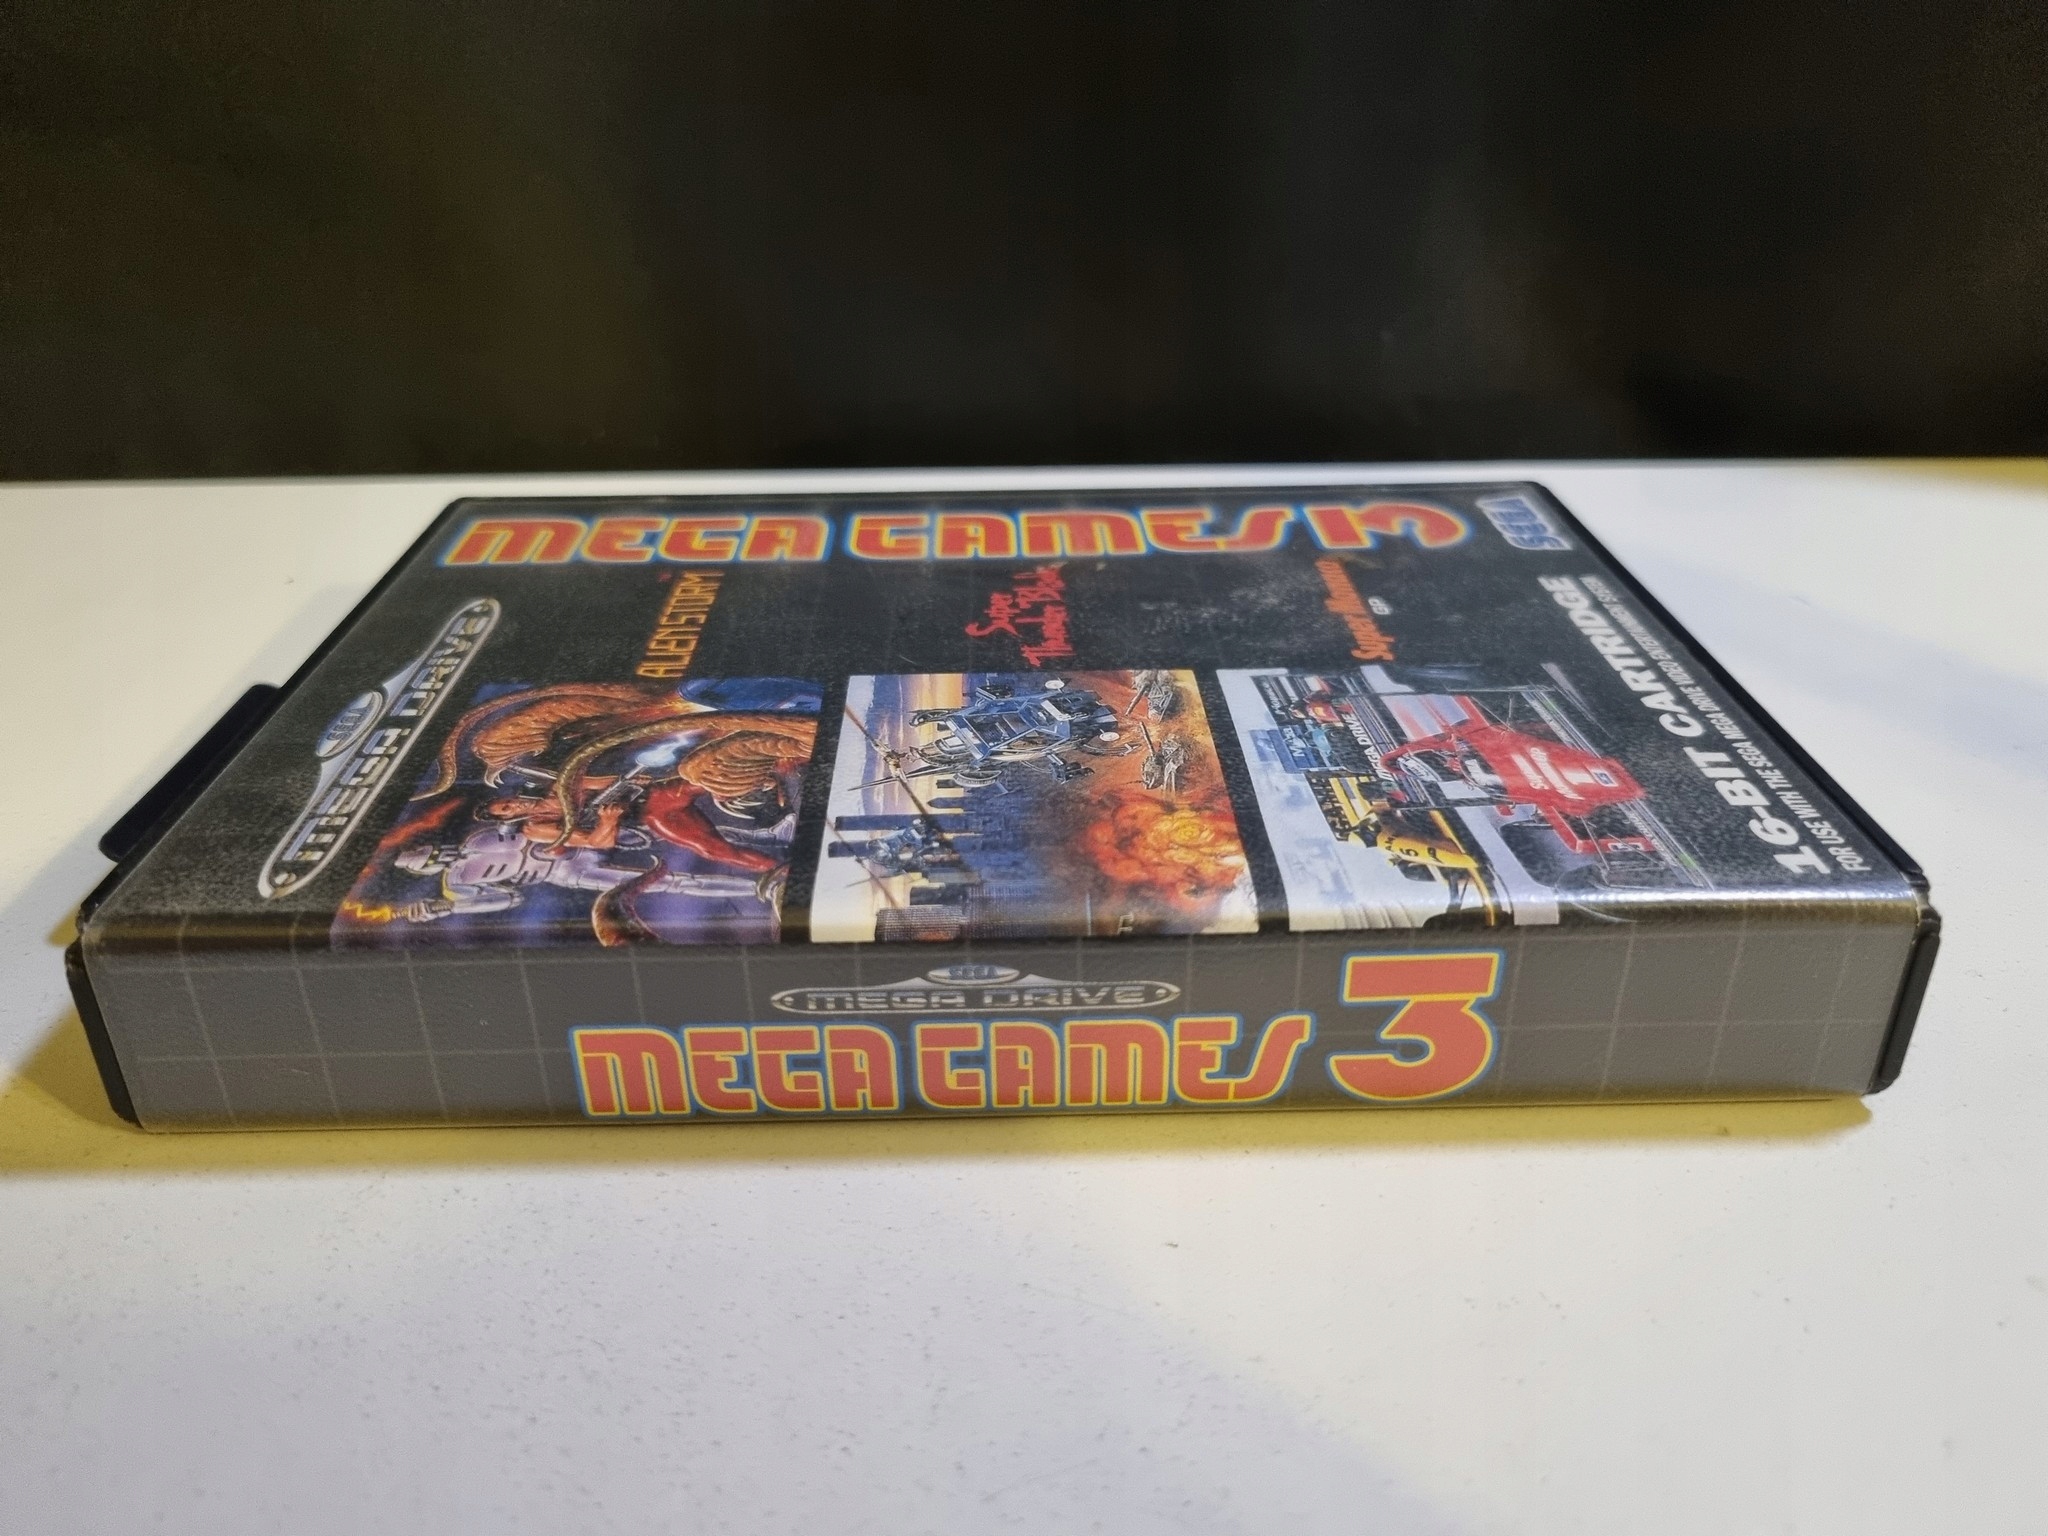 MEGA GAMES 3
SEGA
SEGA
MEGA DRIVE
ALIEN STORM
Super
Thunder Blade
Super Monaco
GP
16-BIT CARTRIDGE
FOR USE WITH THE SEGA MEGA DRIVE VIDEO ENTERTAINMENT SYSTEM
SEGA
MEGA DRIVE
MEGA GAMES 3